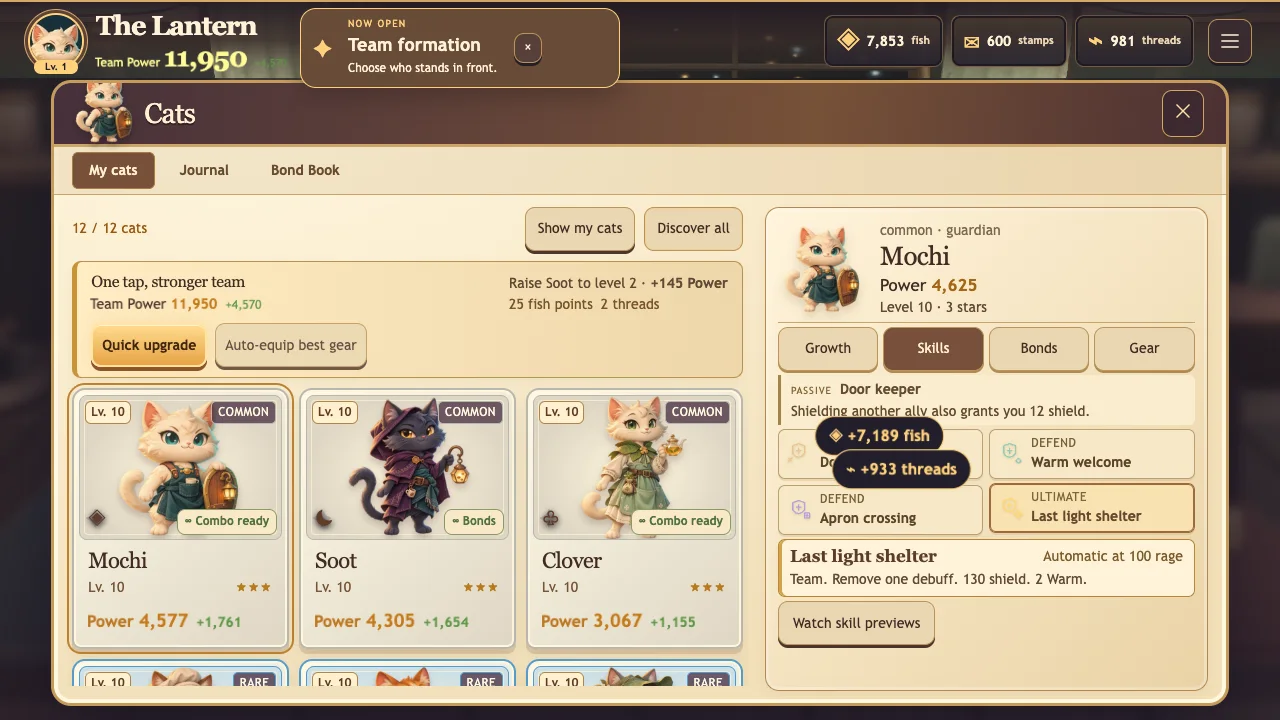 The Lantern
Lv. 1
Team Power 11,950
NOW OPEN
Team formation
Choose who stands in front.
×
7,853 fish
600 stamps
981 threads
Cats
My cats
Journal
Bond Book
12 / 12 cats
Show my cats
Discover all
One tap, stronger team
Team Power 11,950 +4,570
Raise Soot to level 2 · +145 Power
25 fish points 2 threads
Quick upgrade
Auto-equip best gear
Lv. 10
COMMON
∞ Combo ready
Mochi
Lv. 10
★★★
Power 4,577 +1,761
Lv. 10
COMMON
∞ Bonds
Soot
Lv. 10
★★★
Power 4,305 +1,654
Lv. 10
COMMON
∞ Combo ready
Clover
Lv. 10
★★★
Power 3,067 +1,155
Lv. 10
RARE
Lv. 10
RARE
Lv. 10
RARE
common · guardian
Mochi
Power 4,625
Level 10 · 3 stars
Growth
Skills
Bonds
Gear
PASSIVE Door keeper
Shielding another ally also grants you 12 shield.
+7,189 fish
+933 threads
DEFEND
Warm welcome
DEFEND
Apron crossing
ULTIMATE
Last light shelter
Last light shelter
Automatic at 100 rage
Team. Remove one debuff. 130 shield. 2 Warm.
Watch skill previews